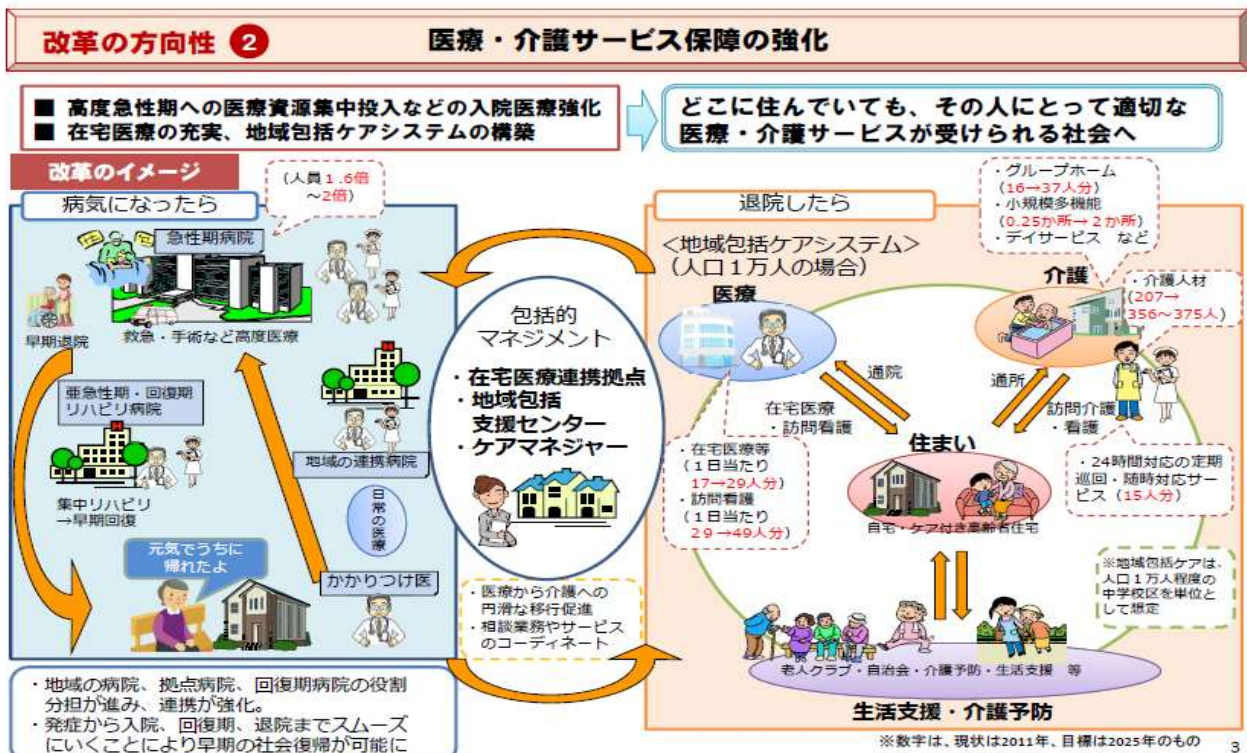 改革の方向性 ❷
医療・介護サービス保障の強化
■ 高度急性期への医療資源集中投入などの入院医療強化
■ 在宅医療の充実、地域包括ケアシステムの構築
どこに住んでいても、その人にとって適切な
医療・介護サービスが受けられる社会へ
改革のイメージ
病気になったら
(人員1.6倍
～2倍)
急性期病院
早期退院
救急・手術など高度医療
亜急性期・回復期
リハビリ病院
地域の連携病院
集中リハビリ
→早期回復
日常の医療
元気でうちに
帰れたよ
かかりつけ医
・地域の病院、拠点病院、回復期病院の役割
分担が進み、連携が強化。
・発症から入院、回復期、退院までスムーズ
にいくことにより早期の社会復帰が可能に
包括的
マネジメント
・在宅医療連携拠点
・地域包括
支援センター
・ケアマネジャー
・医療から介護への
円滑な移行促進
・相談業務やサービス
のコーディネート
退院したら
＜地域包括ケアシステム＞
(人口1万人の場合)
・グループホーム
(16→37人分)
・小規模多機能
(0.25か所→2か所)
・デイサービス など
医療
介護
・介護人材
(207→
356～375人)
通院
通所
在宅医療
・訪問看護
訪問介護
・看護
住まい
・在宅医療等
(1日当たり
17→29人分)
・訪問看護
(1日当たり
29→49人分)
・24時間対応の定期
巡回・随時対応サー
ビス(15人分)
自宅・ケア付き高齢者住宅
※地域包括ケアは、
人口1万人程度の
中学校区を単位と
して想定
老人クラブ・自治会・介護予防・生活支援 等
生活支援・介護予防
※数字は、現状は2011年、目標は2025年のもの
3